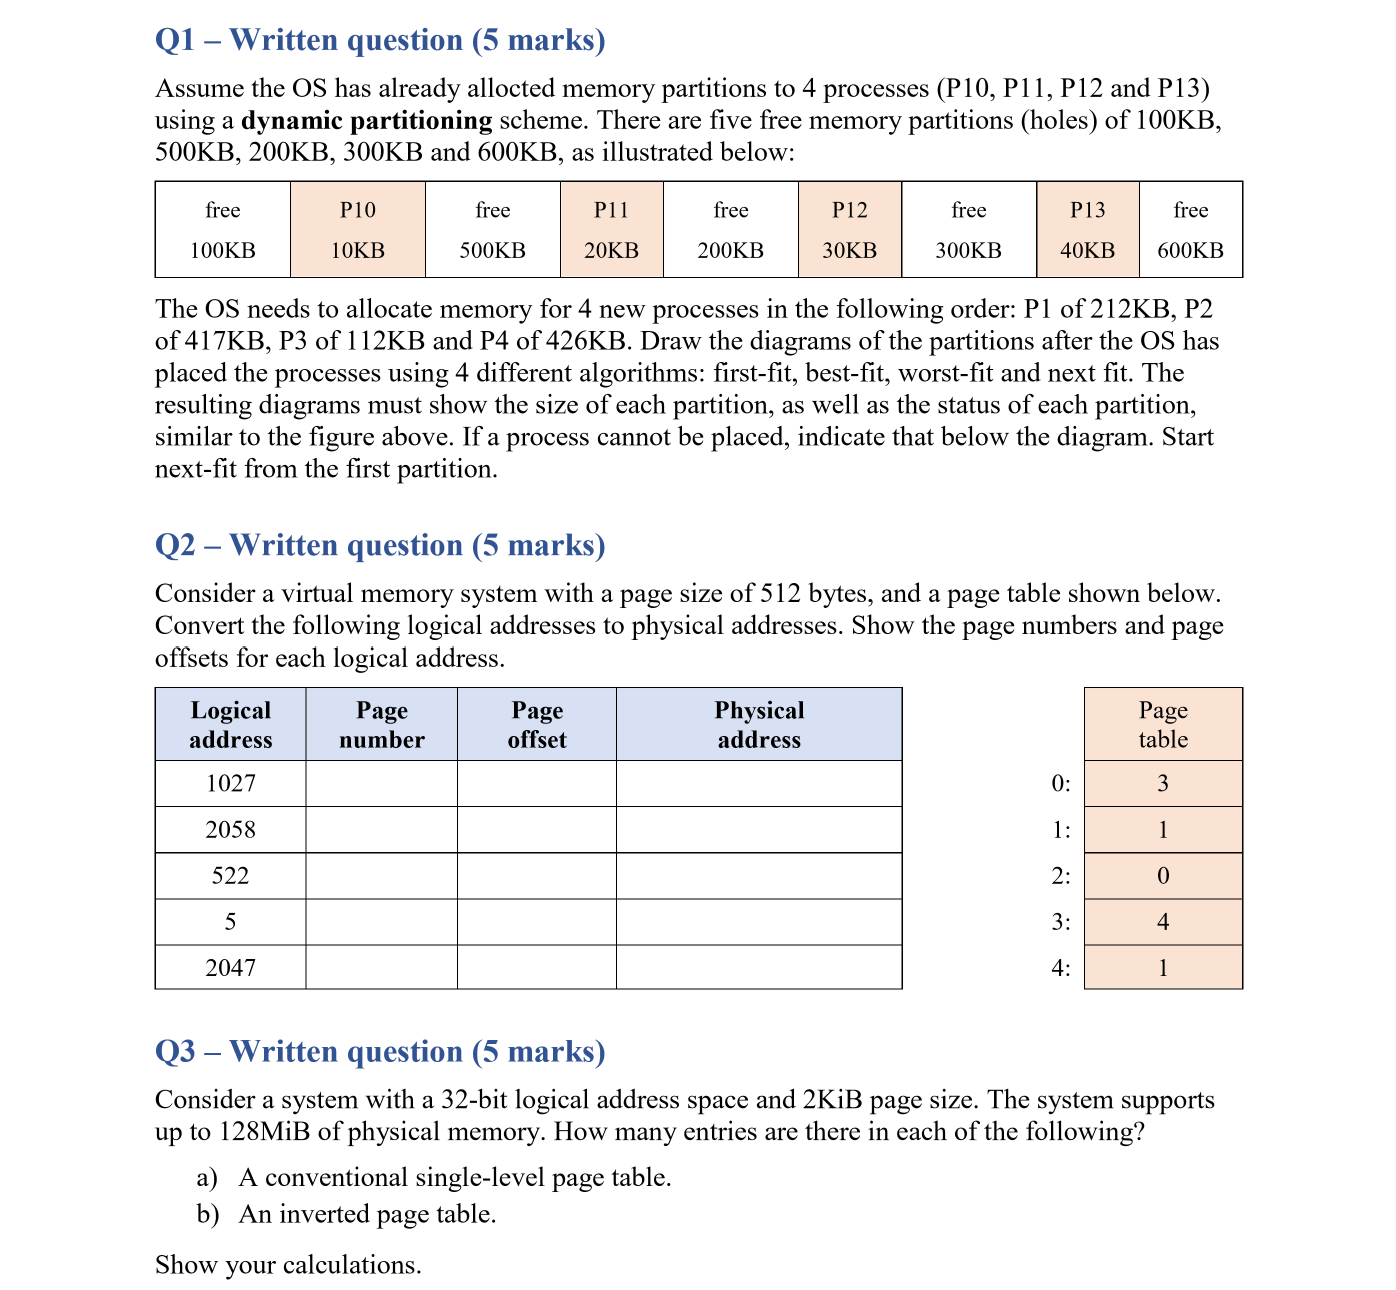 Q1 – Written question (5 marks)
Assume the OS has already allocted memory partitions to 4 processes (P10, P11, P12 and P13)
using a dynamic partitioning scheme. There are five free memory partitions (holes) of 100KB,
500KB, 200KB, 300KB and 600KB, as illustrated below:
free P10 free P11 free P12 free P13 free
100KB 10KB 500KB 20KB 200KB 30KB 300KB 40KB 600KB
The OS needs to allocate memory for 4 new processes in the following order: P1 of 212KB, P2
of 417KB, P3 of 112KB and P4 of 426KB. Draw the diagrams of the partitions after the OS has
placed the processes using 4 different algorithms: first-fit, best-fit, worst-fit and next fit. The
resulting diagrams must show the size of each partition, as well as the status of each partition,
similar to the figure above. If a process cannot be placed, indicate that below the diagram. Start
next-fit from the first partition.
Q2 – Written question (5 marks)
Consider a virtual memory system with a page size of 512 bytes, and a page table shown below.
Convert the following logical addresses to physical addresses. Show the page numbers and page
offsets for each logical address.
Logical Page Page Physical Page
address number offset address table
1027 0: 3
2058 1: 1
522 2: 0
5 3: 4
2047 4: 1
Q3 – Written question (5 marks)
Consider a system with a 32-bit logical address space and 2KiB page size. The system supports
up to 128MiB of physical memory. How many entries are there in each of the following?
a) A conventional single-level page table.
b) An inverted page table.
Show your calculations.